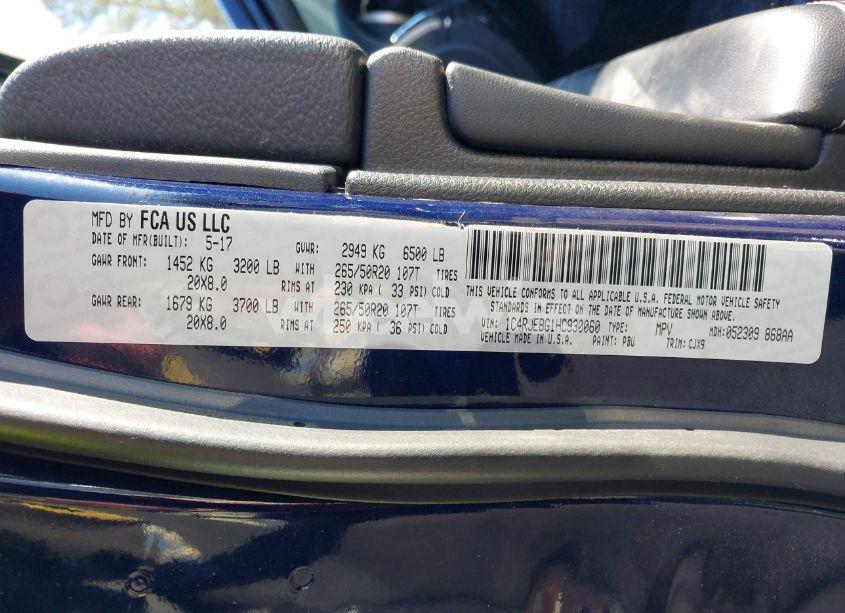 MFD BY FCA US LLC
DATE OF MFR(BUILT): 5-17 GVWR: 2949 KG 6500 LB
GAWR FRONT: 1452 KG 3200 LB WITH 265/50R20 107T TIRES
20X8.0 RIMS AT 230 KPA ( 33 PSI) COLD
GAWR REAR: 1679 KG 3700 LB WITH 265/50R20 107T TIRES
20X8.0 RIMS AT 250 KPA ( 36 PSI) COLD
THIS VEHICLE CONFORMS TO ALL APPLICABLE U.S.A. FEDERAL MOTOR VEHICLE SAFETY
STANDARDS IN EFFECT ON THE DATE OF MANUFACTURE SHOWN ABOVE.
VIN: 1C4RJEBG1HC930060 TYPE: MPV MDH:052309 868AA
VEHICLE MADE IN U.S.A. PAINT: PBU TRIM: CJX9